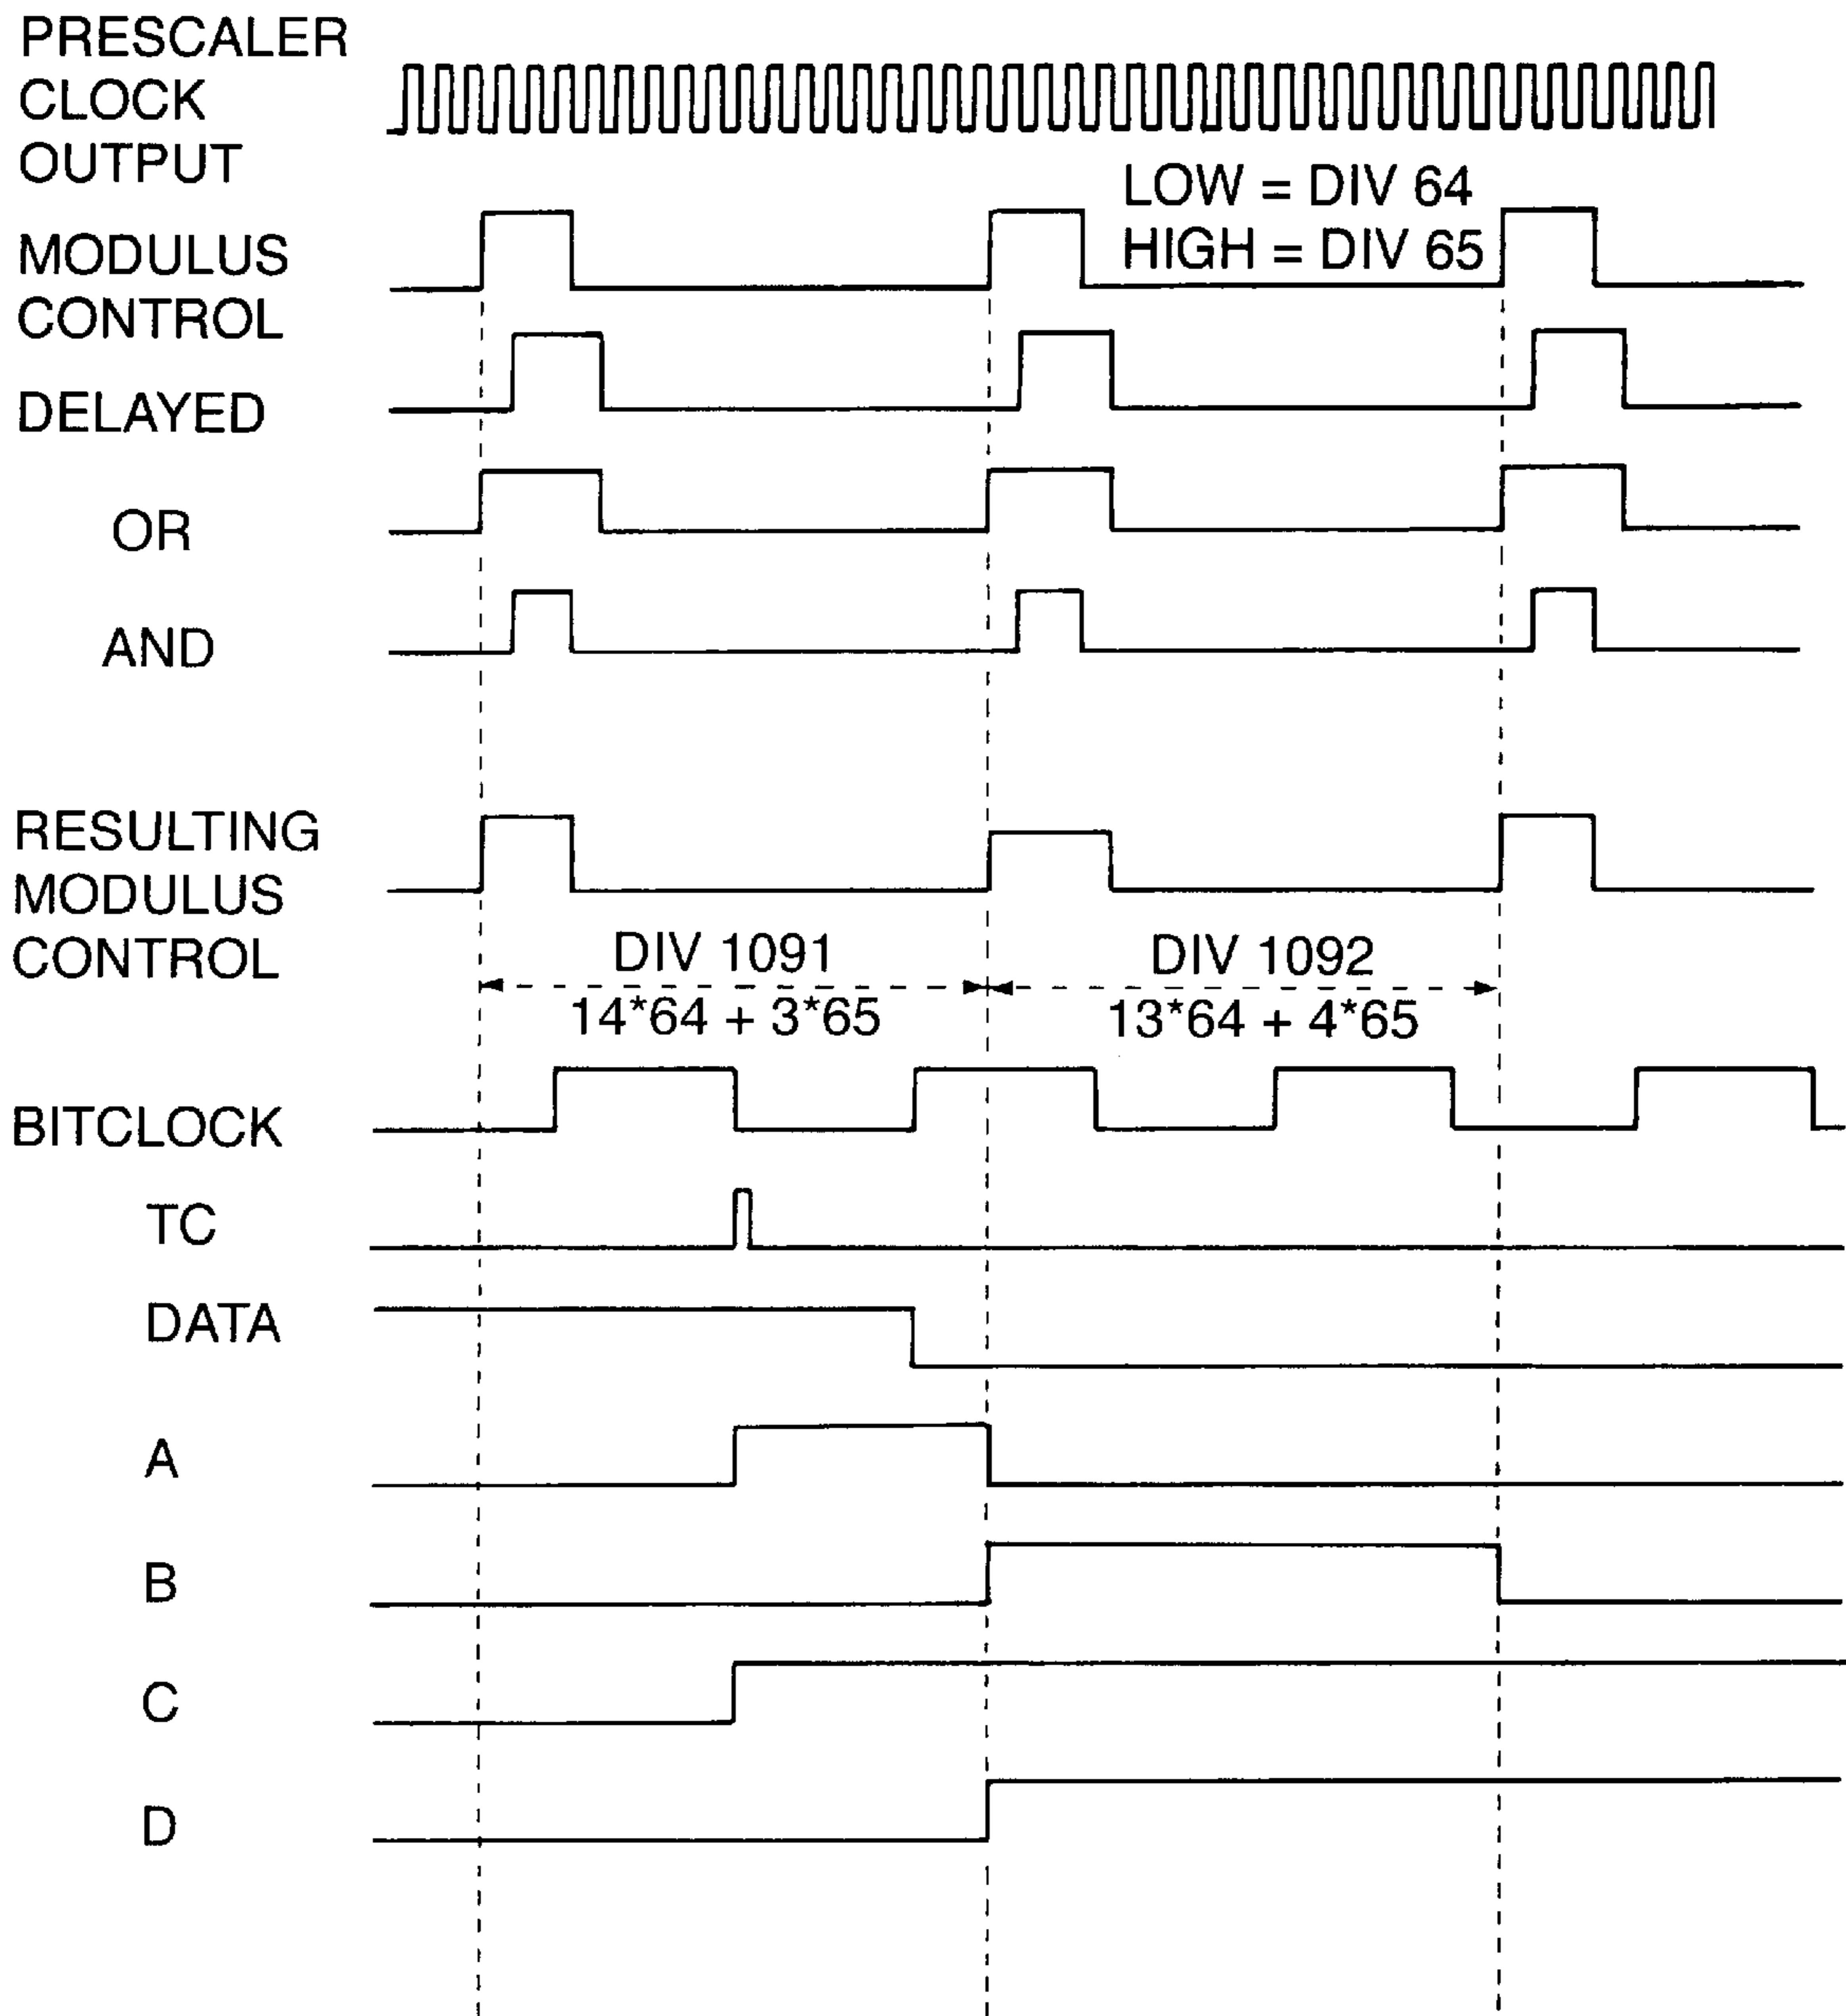 PRESCALER
CLOCK
OUTPUT
LOW = DIV 64
HIGH = DIV 65
MODULUS
CONTROL
DELAYED
OR
AND
RESULTING
MODULUS
CONTROL
DIV 1091
14*64 + 3*65
DIV 1092
13*64 + 4*65
BITCLOCK
TC
DATA
A
B
C
D